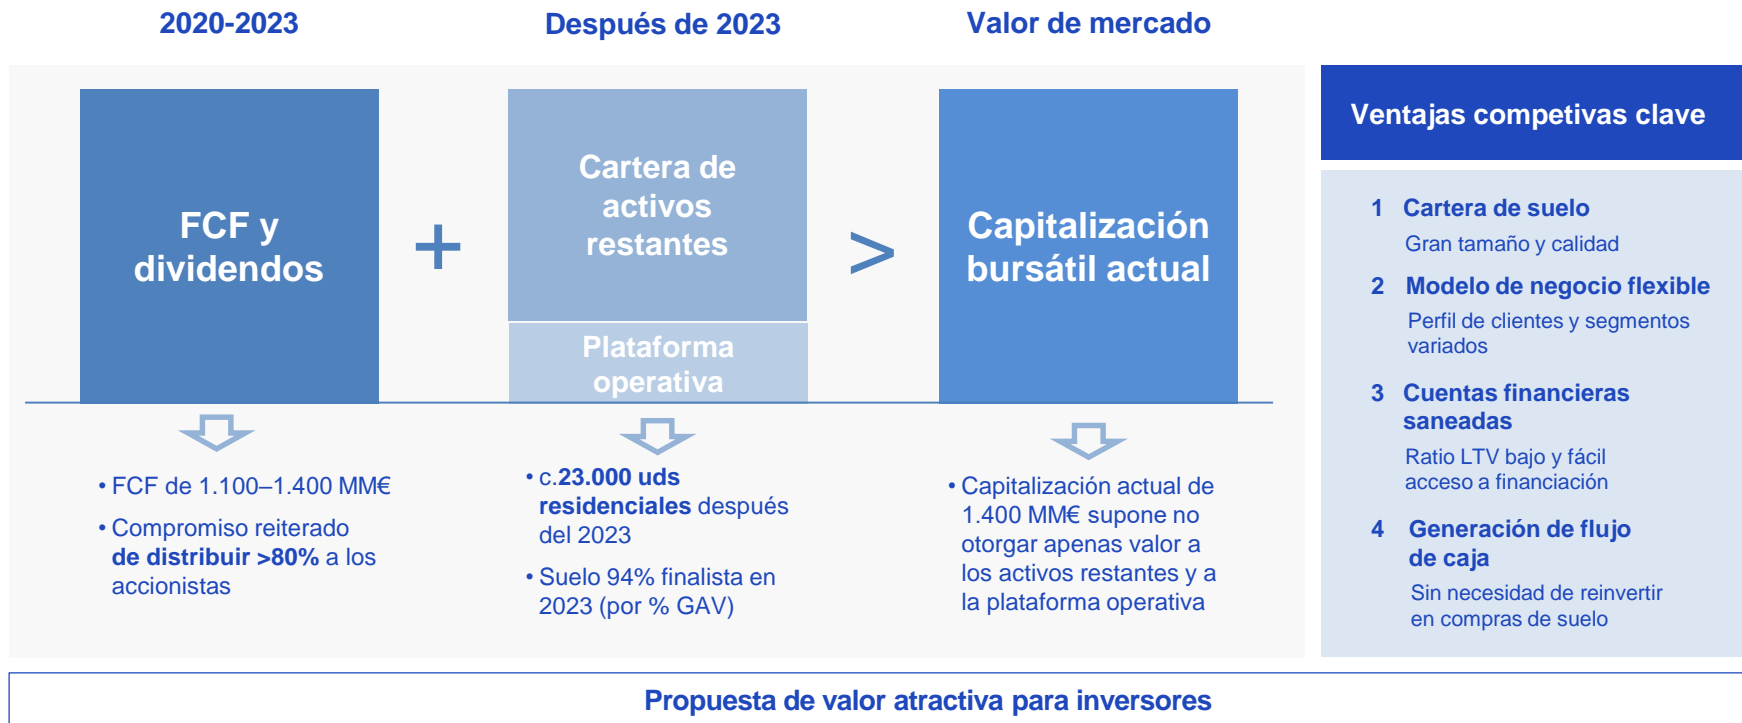 2020-2023
Después de 2023
Valor de mercado
FCF y
dividendos
+
Cartera de
activos
restantes
Plataforma
operativa
>
Capitalización
bursátil actual
• FCF de 1.100–1.400 MM€
• Compromiso reiterado
de distribuir >80% a los
accionistas
• c.23.000 uds
residenciales después
del 2023
• Suelo 94% finalista en
2023 (por % GAV)
• Capitalización actual de
1.400 MM€ supone no
otorgar apenas valor a
los activos restantes y a
la plataforma operativa
Ventajas competivas clave
1 Cartera de suelo
Gran tamaño y calidad
2 Modelo de negocio flexible
Perfil de clientes y segmentos
variados
3 Cuentas financieras
saneadas
Ratio LTV bajo y fácil
acceso a financiación
4 Generación de flujo
de caja
Sin necesidad de reinvertir
en compras de suelo
Propuesta de valor atractiva para inversores